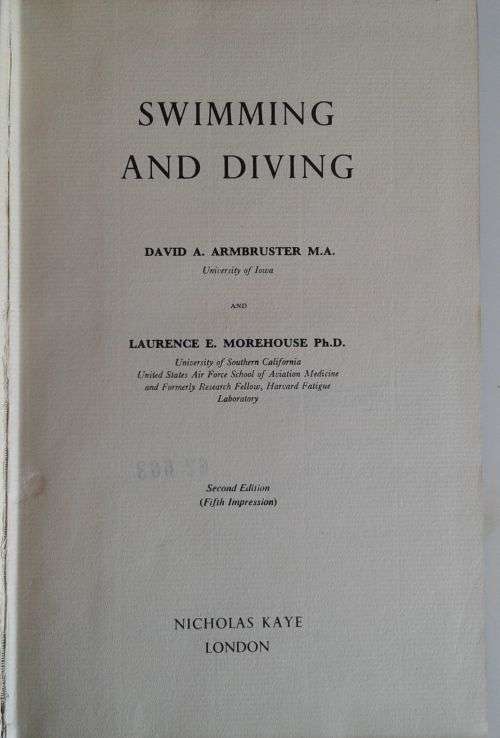 SWIMMING
AND DIVING
DAVID A. ARMBRUSTER M.A.
University of Iowa
AND
LAURENCE E. MOREHOUSE Ph.D.
University of Southern California
United States Air Force School of Aviation Medicine
and Formerly Research Fellow, Harvard Fatigue
Laboratory
Second Edition
(Fifth Impression)
NICHOLAS KAYE
LONDON